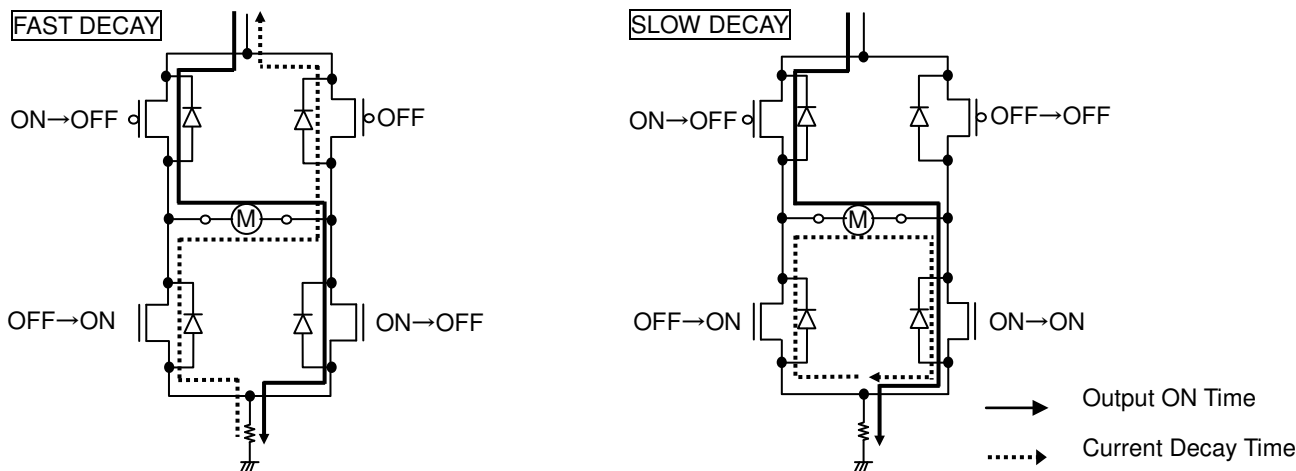 FAST DECAY
ON→OFF
OFF
M
OFF→ON
ON→OFF
SLOW DECAY
ON→OFF
OFF→OFF
M
OFF→ON
ON→ON
Output ON Time
Current Decay Time